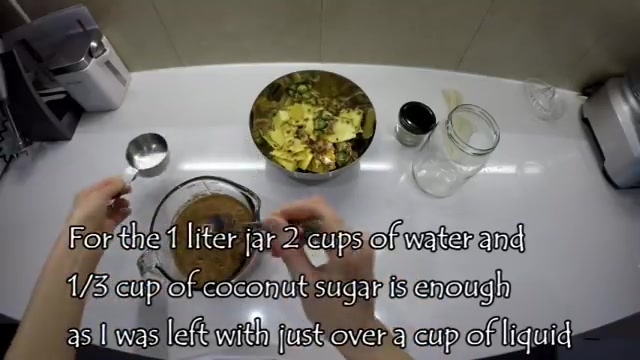 For the 1 liter jar 2 cups of water and
1/3 cup of coconut sugar is enough
as I was left with just over a cup of liquid